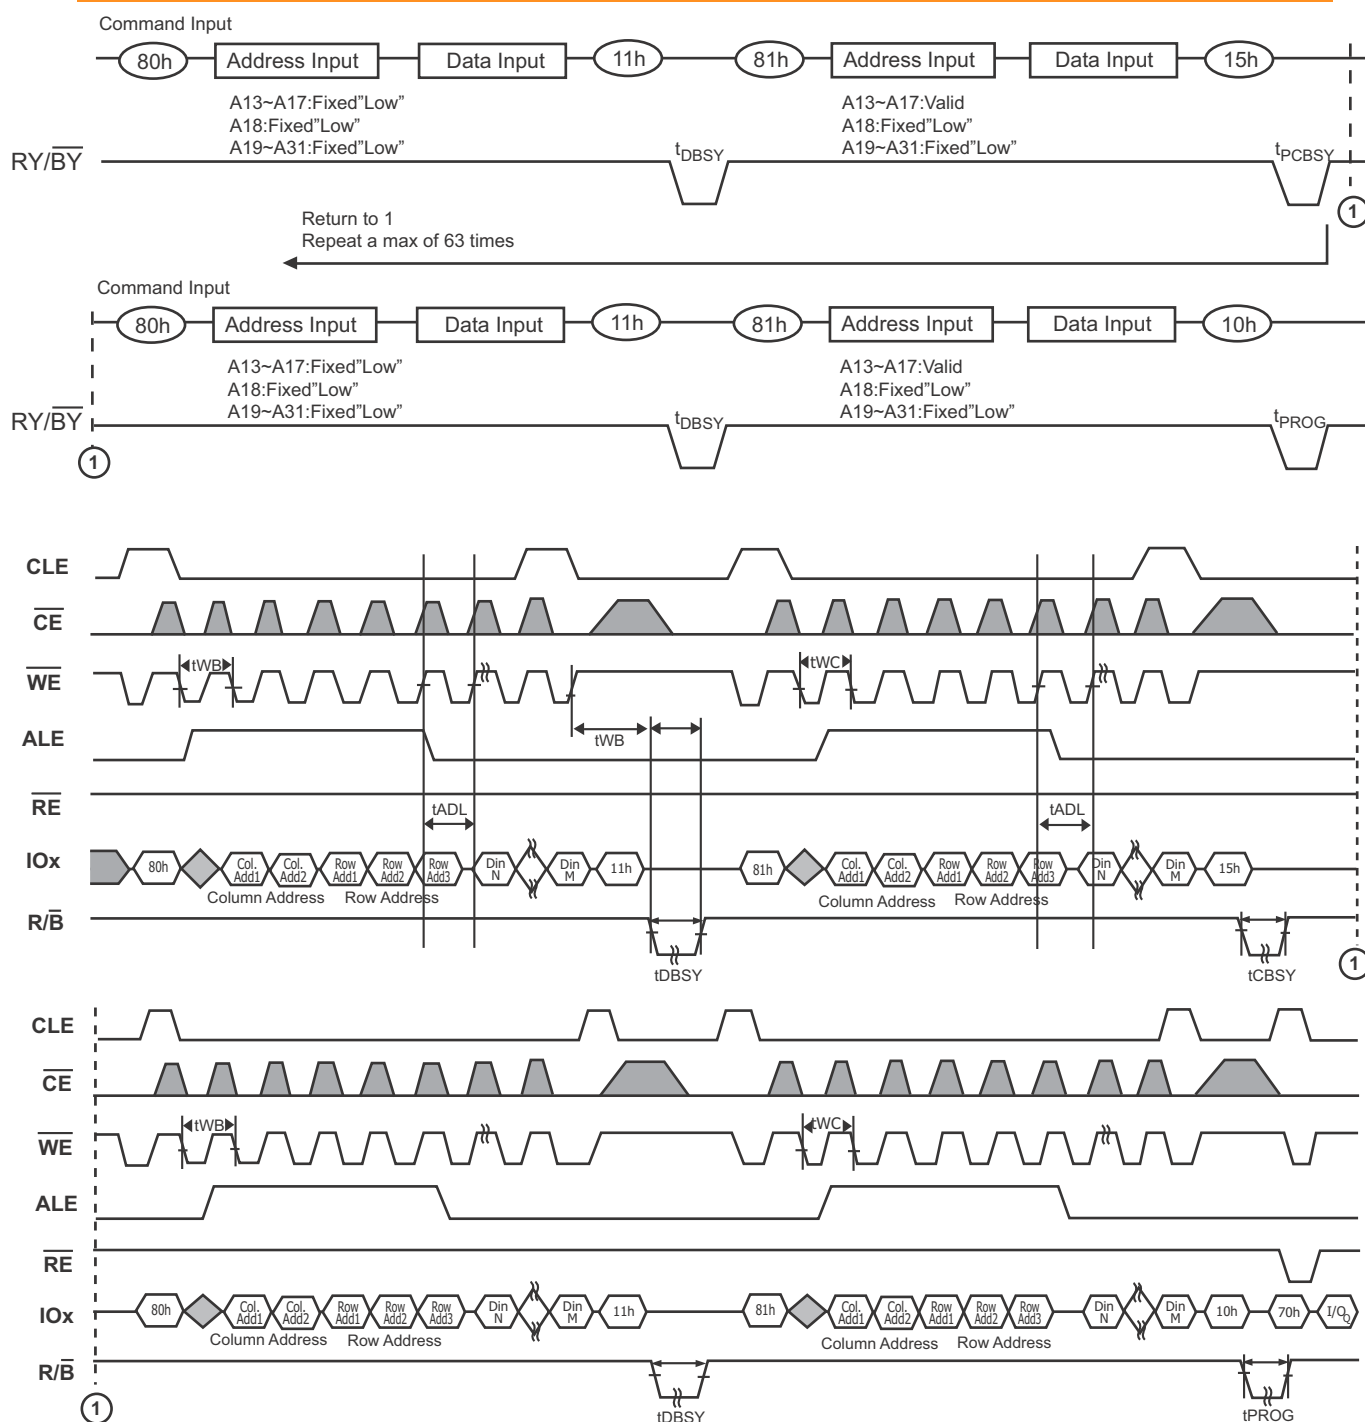 Command Input
80h Address Input Data Input 11h 81h Address Input Data Input 15h
A13~A17:Fixed"Low" A13~A17:Valid
A18:Fixed"Low" A18:Fixed"Low"
A19~A31:Fixed"Low" A19~A31:Fixed"Low"
RY/BY tDBSY tPCBSY
1
Return to 1
Repeat a max of 63 times
Command Input
80h Address Input Data Input 11h 81h Address Input Data Input 10h
A13~A17:Fixed"Low" A13~A17:Valid
A18:Fixed"Low" A18:Fixed"Low"
A19~A31:Fixed"Low" A19~A31:Fixed"Low"
RY/BY tDBSY tPROG
1
CLE
CE
WE tWB tWC
ALE tWB
RE tADL tADL
IOx 80h Col. Add1 Col. Add2 Row Add1 Row Add2 Row Add3 Din N Din M 11h 81h Col. Add1 Col. Add2 Row Add1 Row Add2 Row Add3 Din N Din M 15h
Column Address Row Address Column Address Row Address
R/B
tDBSY tCBSY 1
CLE
CE
WE tWB tWC
ALE
RE
IOx 80h Col. Add1 Col. Add2 Row Add1 Row Add2 Row Add3 Din N Din M 11h 81h Col. Add1 Col. Add2 Row Add1 Row Add2 Row Add3 Din N Din M 10h 70h I/OQ
Column Address Row Address Column Address Row Address
R/B
1 tDBSY tPROG